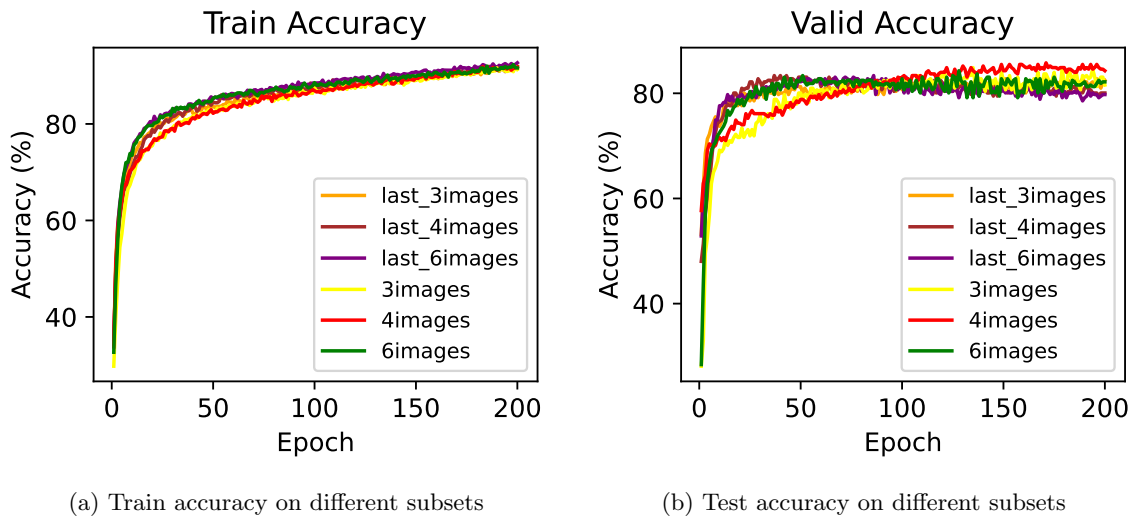 Train Accuracy
Accuracy (%)
80
60
40
last_3images
last_4images
last_6images
3images
4images
6images
0 50 100 150 200
Epoch
(a) Train accuracy on different subsets
Valid Accuracy
Accuracy (%)
80
60
40
last_3images
last_4images
last_6images
3images
4images
6images
0 50 100 150 200
Epoch
(b) Test accuracy on different subsets